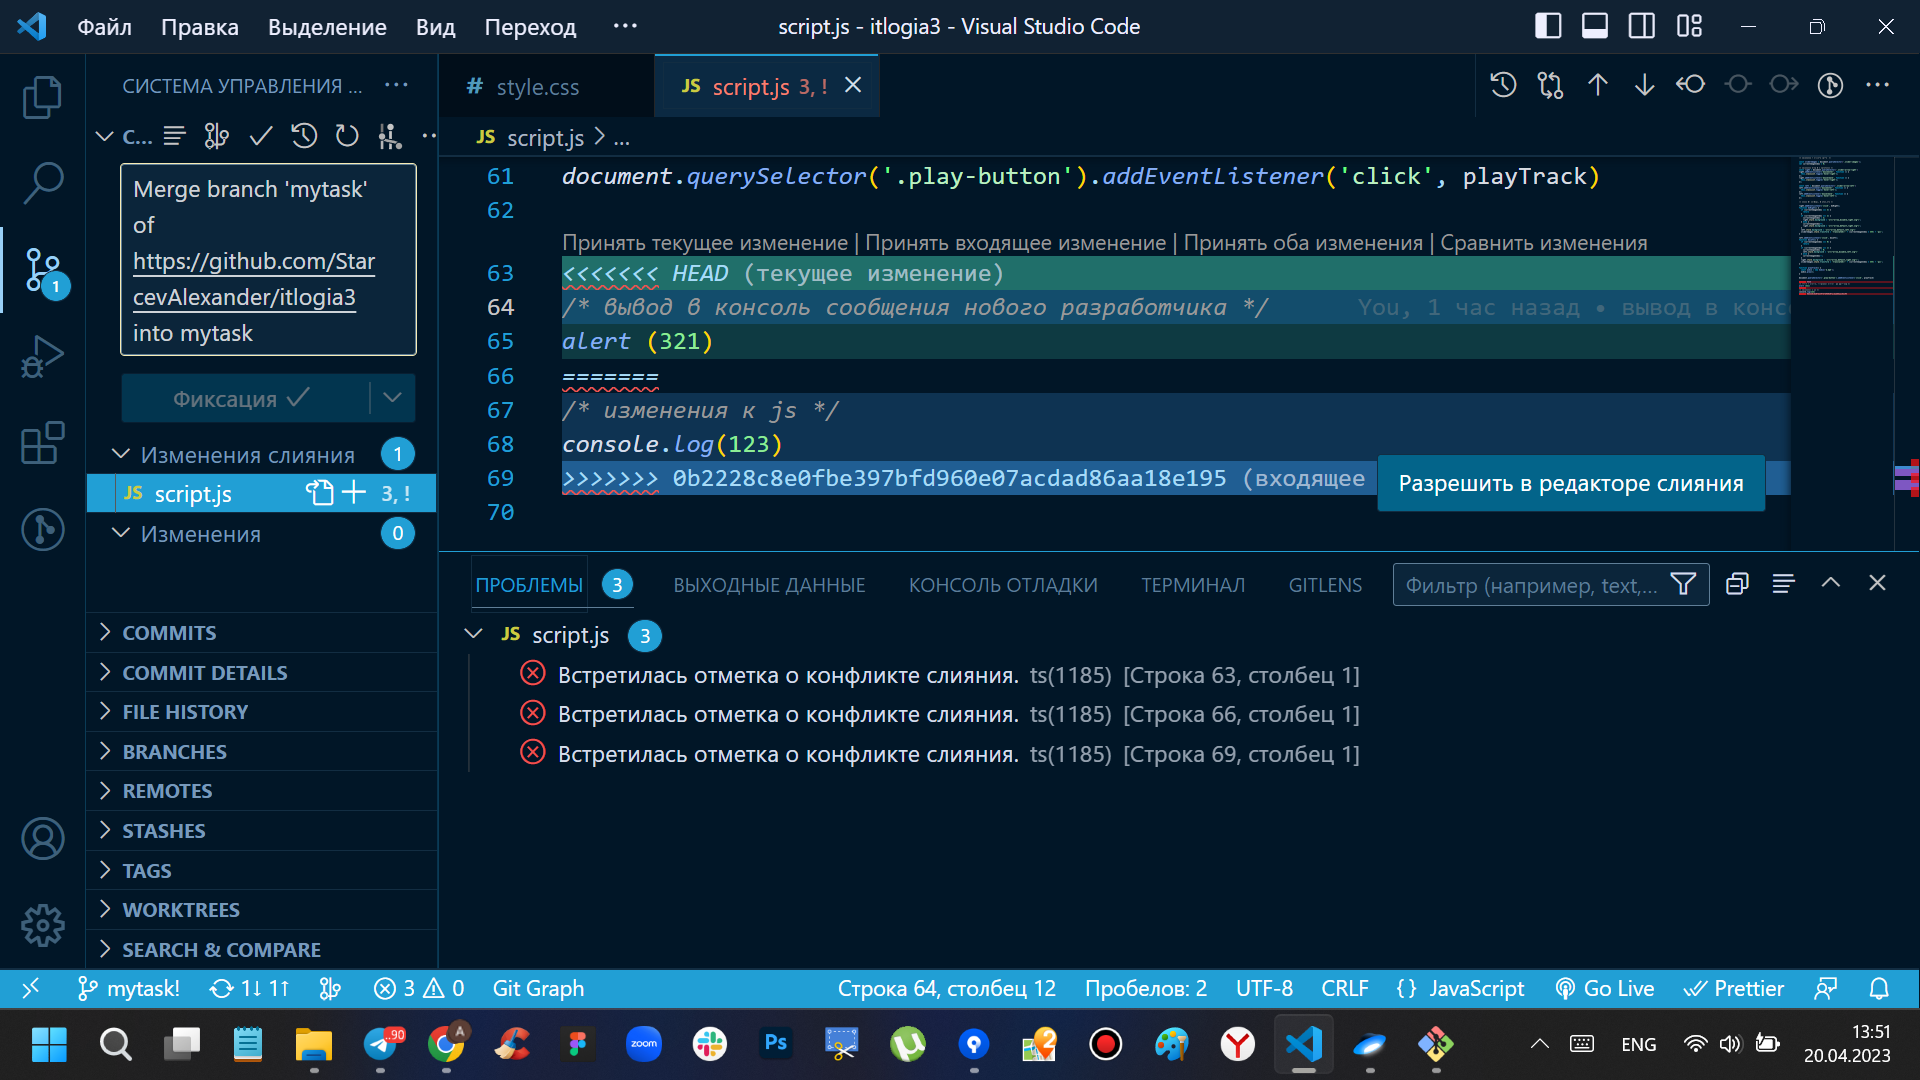 Файл Правка Выделение Вид Переход ··· script.js - itlogia3 - Visual Studio Code
СИСТЕМА УПРАВЛЕНИЯ ... ···
# style.css
JS script.js 3, !
С...
JS script.js > ...
Merge branch 'mytask'
of
https://github.com/Star
cevAlexander/itlogia3
into mytask
Фиксация
Изменения слияния 1
JS script.js 3, !
Изменения 0
COMMITS
COMMIT DETAILS
FILE HISTORY
BRANCHES
REMOTES
STASHES
TAGS
WORKTREES
SEARCH & COMPARE
61 document.querySelector('.play-button').addEventListener('click', playTrack)
62
Принять текущее изменение | Принять входящее изменение | Принять оба изменения | Сравнить изменения
63 <<<<<<< HEAD (текущее изменение)
64 /* вывод в консоль сообщения нового разработчика */ You, 1 час назад • вывод в конс
65 alert (321)
66 =======
67 /* изменения к js */
68 console.log(123)
69 >>>>>>> 0b2228c8e0fbe397bfd960e07acdad86aa18e195 (входящее
70
Разрешить в редакторе слияния
ПРОБЛЕМЫ 3 ВЫХОДНЫЕ ДАННЫЕ КОНСОЛЬ ОТЛАДКИ ТЕРМИНАЛ GITLENS Фильтр (например, text,...
JS script.js 3
Встретилась отметка о конфликте слияния. ts(1185) [Строка 63, столбец 1]
Встретилась отметка о конфликте слияния. ts(1185) [Строка 66, столбец 1]
Встретилась отметка о конфликте слияния. ts(1185) [Строка 69, столбец 1]
mytask! 1↓ 1↑ 3 0 Git Graph Строка 64, столбец 12 Пробелов: 2 UTF-8 CRLF {} JavaScript Go Live Prettier
..90 A zoom Ps 2 ENG
13:51
20.04.2023